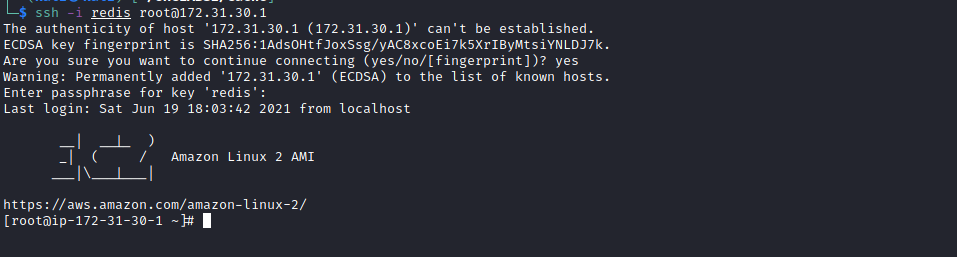 └─$ ssh -i redis root@172.31.30.1
The authenticity of host '172.31.30.1 (172.31.30.1)' can't be established.
ECDSA key fingerprint is SHA256:1AdsOHtfJoxSsg/yAC8xcoEi7k5XrIByMtsiYNLDJ7k.
Are you sure you want to continue connecting (yes/no/[fingerprint])? yes
Warning: Permanently added '172.31.30.1' (ECDSA) to the list of known hosts.
Enter passphrase for key 'redis':
Last login: Sat Jun 19 18:03:42 2021 from localhost
       __|  __|_  )
       _|  (     /   Amazon Linux 2 AMI
      ___|\___|___|
https://aws.amazon.com/amazon-linux-2/
[root@ip-172-31-30-1 ~]#